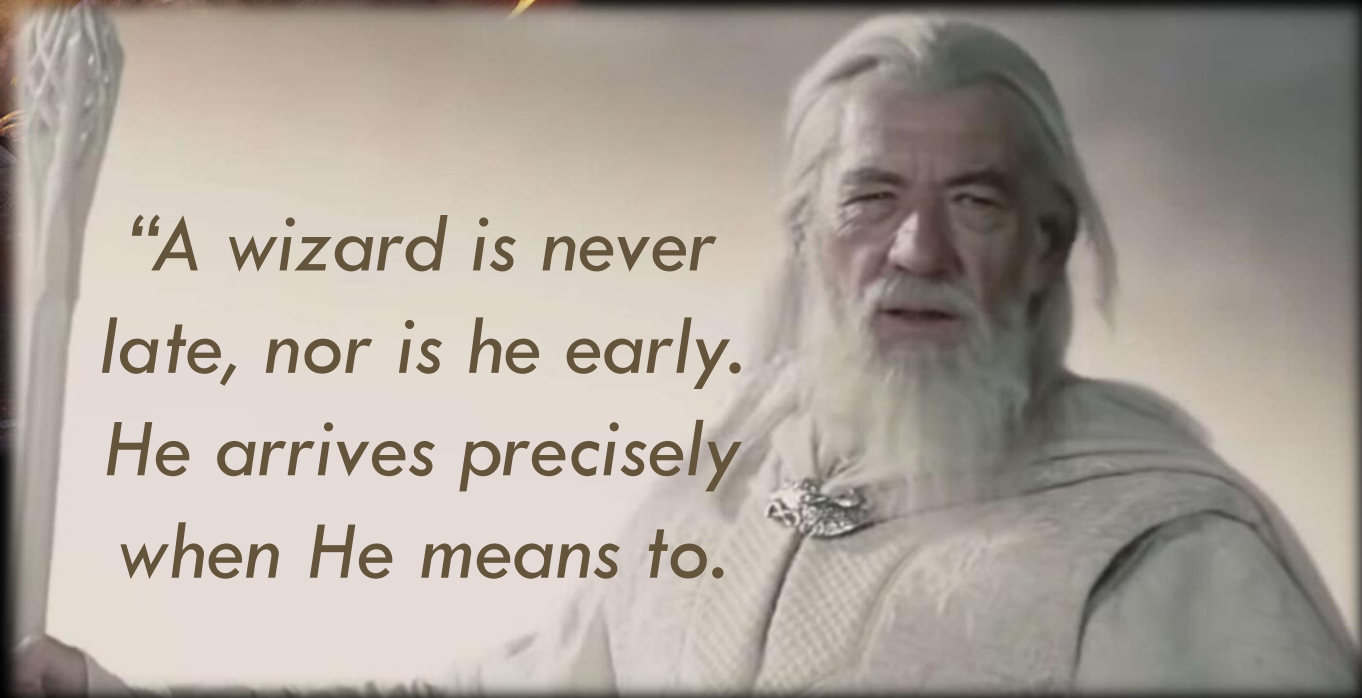 “A wizard is never
late, nor is he early.
He arrives precisely
when He means to.